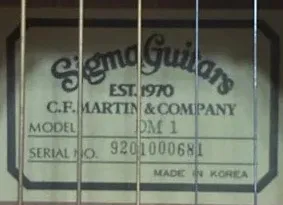 Sigma Guitars
EST. 1970
C.F. MARTIN & COMPANY
MODEL DM 1
SERIAL NO. 9201000681
MADE IN KOREA